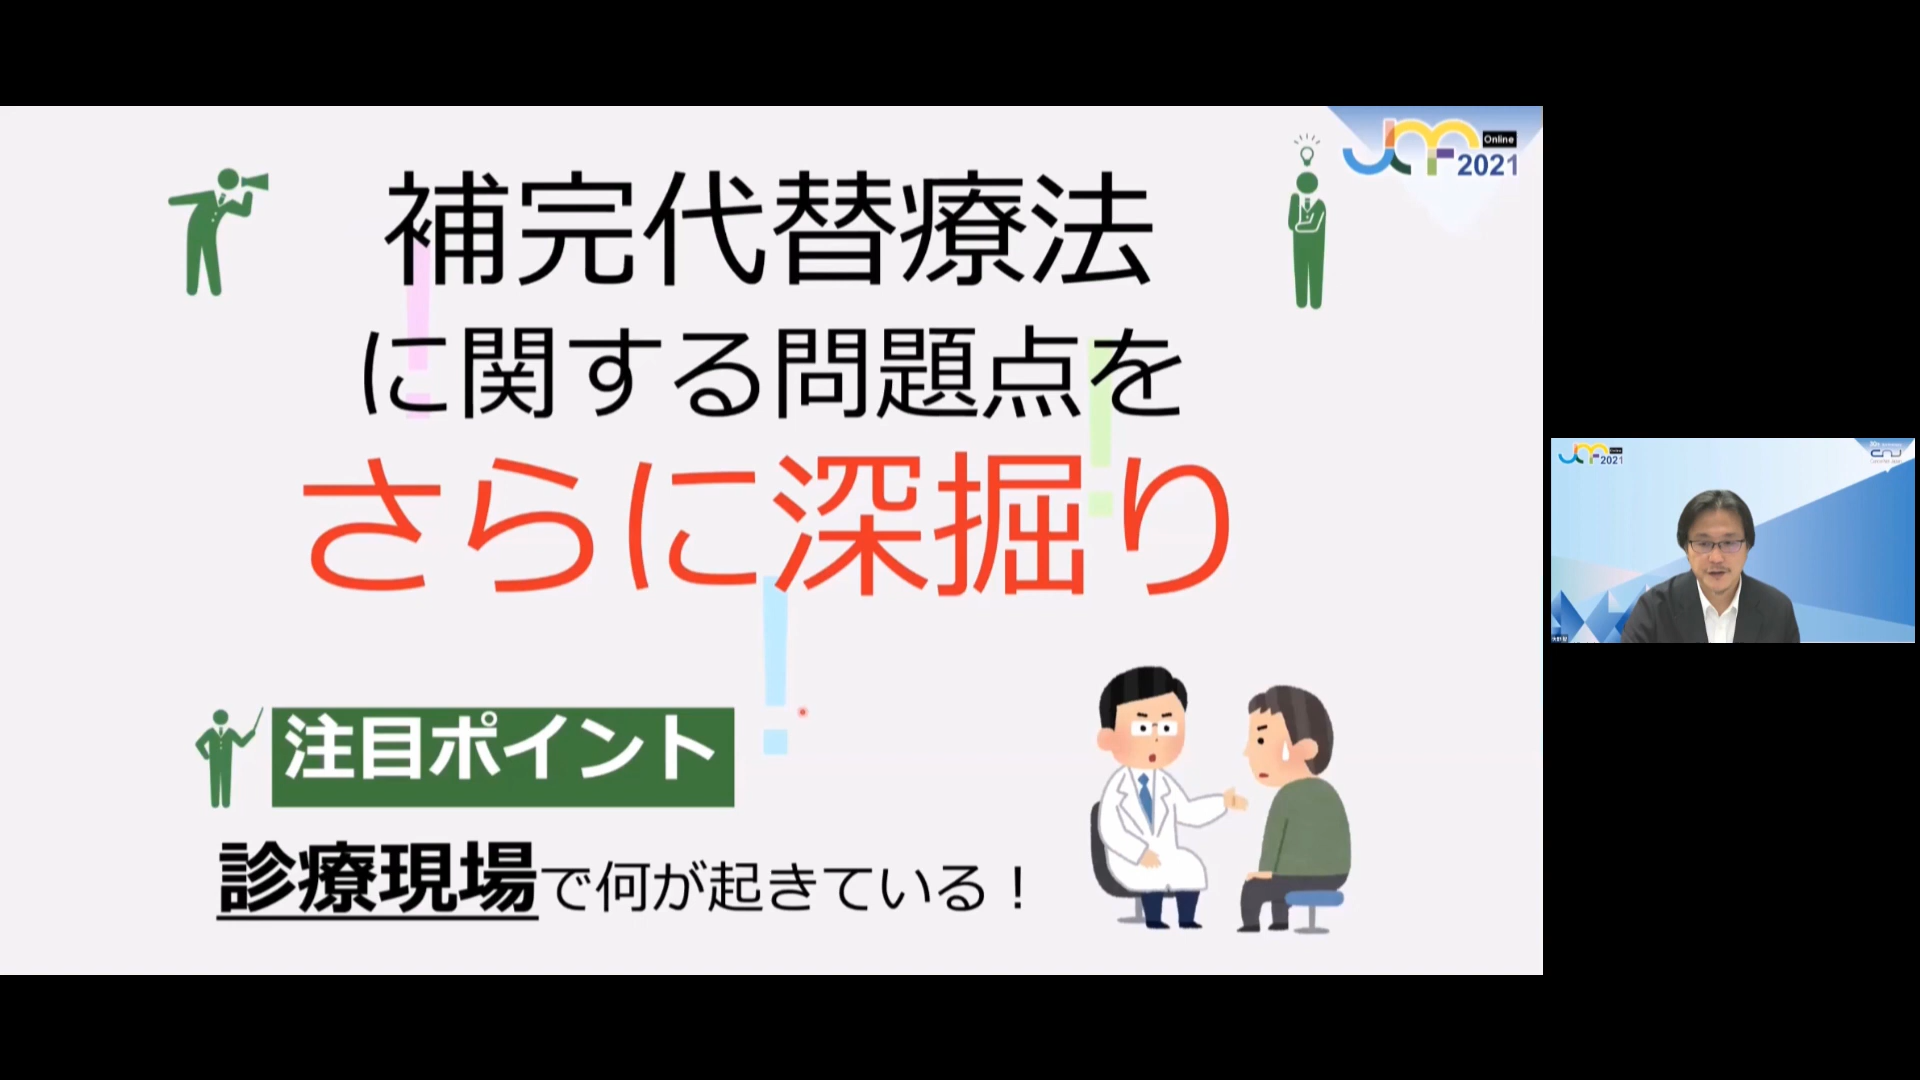 補完代替療法
に関する問題点を
さらに深掘り
注目ポイント
診療現場で何が起きている！
Online
2021
2021